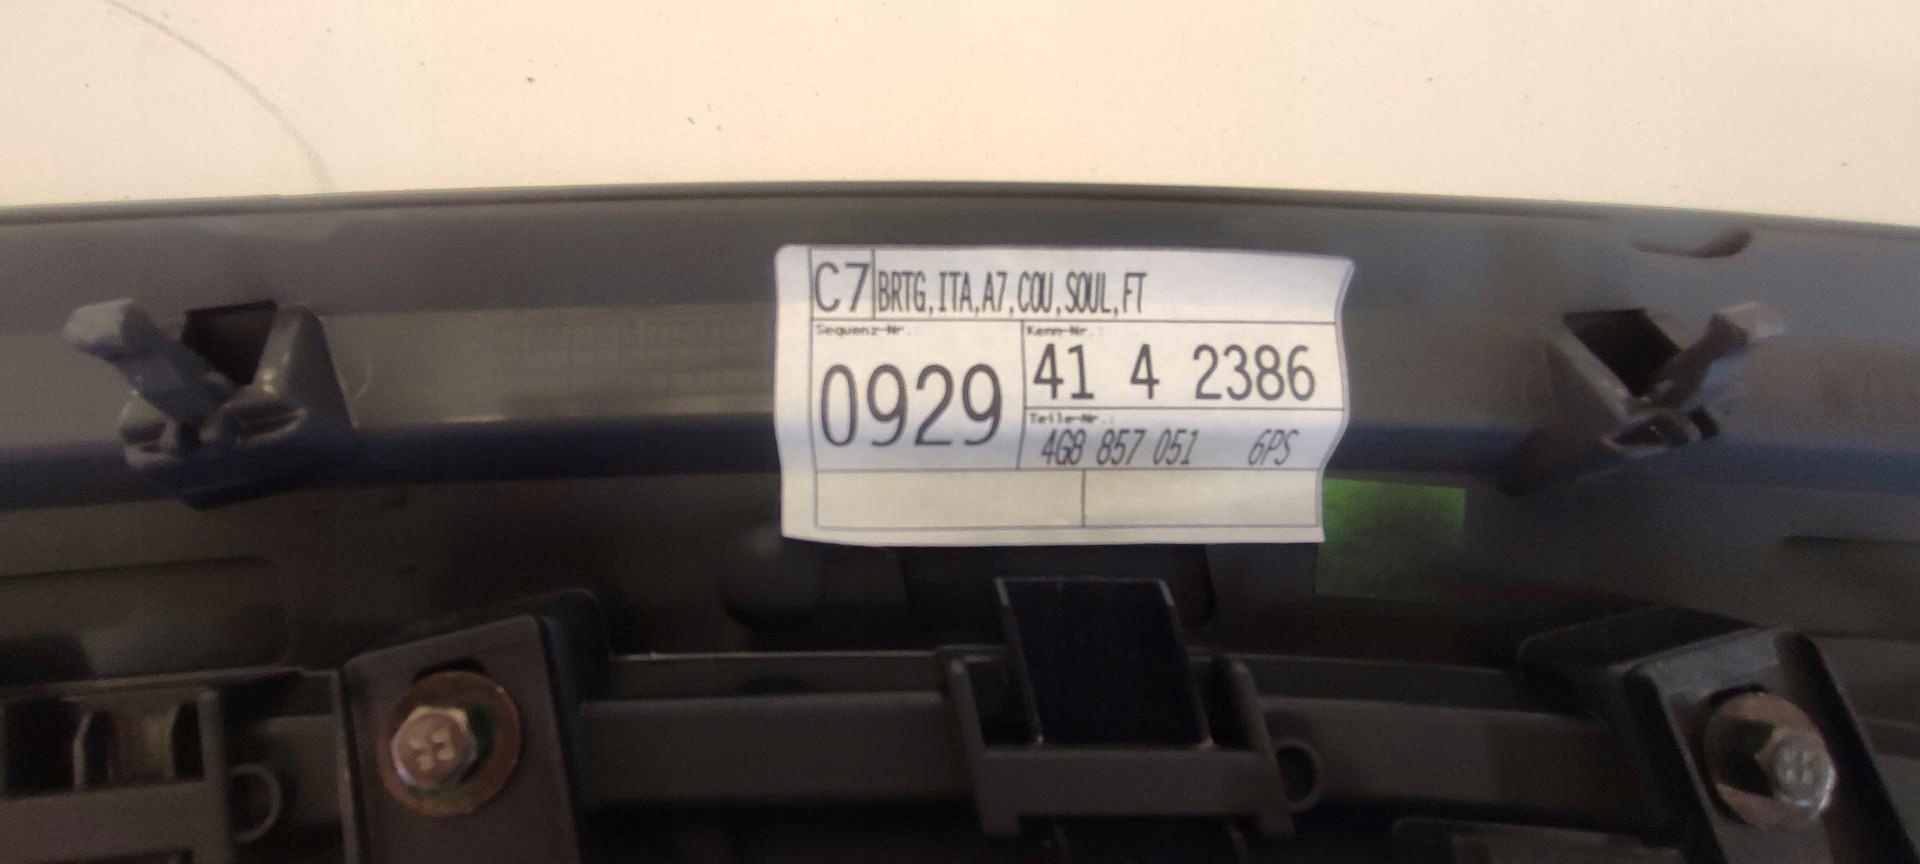 C7 BRTG,ITA,A7,COU,SOUL,FT
Sequenz-Nr.:
0929
Kenn-Nr.:
41 4 2386
Teile-Nr.:
4G8 857 051 6PS